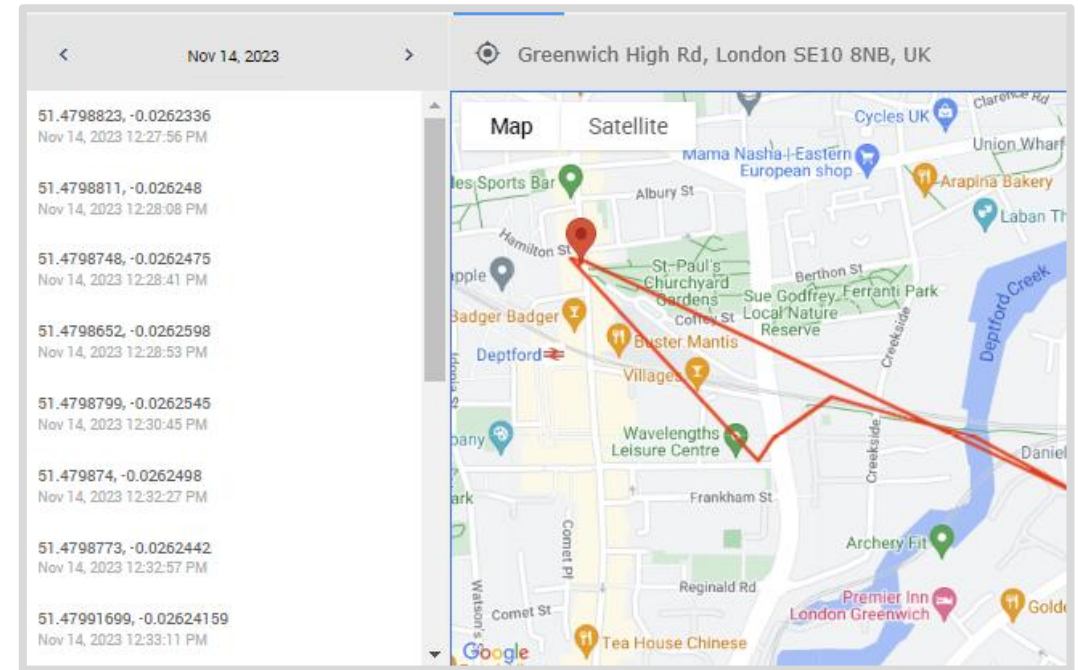 Nov 14, 2023
Greenwich High Rd, London SE10 8NB, UK
51.4798823, -0.0262336
Nov 14, 2023 12:27:56 PM
51.4798811, -0.026248
Nov 14, 2023 12:28:08 PM
51.4798748, -0.0262475
Nov 14, 2023 12:28:41 PM
51.4798652, -0.0262598
Nov 14, 2023 12:28:53 PM
51.4798799, -0.0262545
Nov 14, 2023 12:30:45 PM
51.479874, -0.0262498
Nov 14, 2023 12:32:27 PM
51.4798773, -0.0262442
Nov 14, 2023 12:32:57 PM
51.47991699, -0.02624159
Nov 14, 2023 12:33:11 PM
Map
Satellite
Cycles UK
Clarence Rd
Union Wharf
Mama Nasha - Eastern
European shop
les Sports Bar
Albury St
Arapina Bakery
Laban Th
Hamilton St
apple
St. Paul's
Churchyard
Gardens
Berthon St
Sue Godfrey
Local Nature
Reserve
Ferranti Park
Coffey St
Creekside
Deptford Creek
Badger Badger
Buster Mantis
Deptford
Villages
Idonia St
pany
Wavelengths
Leisure Centre
Creekside
Daniel
ark
Frankham St
Comet Pl
Archery Fit
Watson's S
Reginald Rd
Premier Inn
London Greenwich
Golde
Comet St
Tea House Chinese
Google